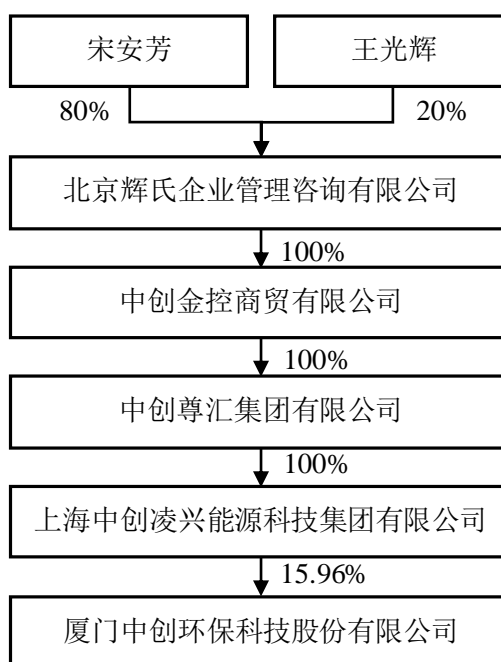 宋安芳 王光辉
80% 20%
北京辉氏企业管理咨询有限公司
100%
中创金控商贸有限公司
100%
中创尊汇集团有限公司
100%
上海中创凌兴能源科技集团有限公司
15.96%
厦门中创环保科技股份有限公司